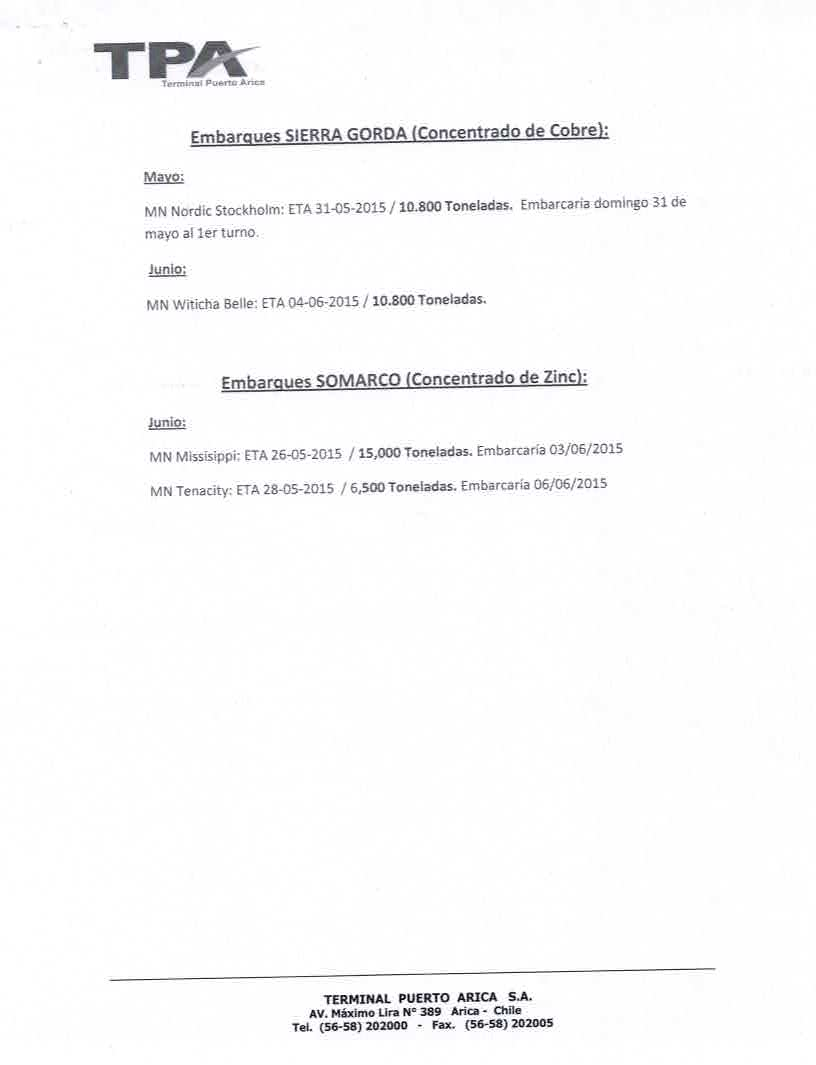 TPA
Terminal Puerto Arica
Embarques SIERRA GORDA (Concentrado de Cobre):
Mayo:
MN Nordic Stockholm: ETA 31-05-2015 / 10.800 Toneladas. Embarcaria domingo 31 de
mayo al 1er turno.
Junio:
MN Witicha Belle: ETA 04-06-2015 / 10.800 Toneladas.
Embarques SOMARCO (Concentrado de Zinc):
Junio:
MN Missisippi: ETA 26-05-2015 / 15,000 Toneladas. Embarcaría 03/06/2015
MN Tenacity: ETA 28-05-2015 / 6,500 Toneladas. Embarcaría 06/06/2015
TERMINAL PUERTO ARICA S.A.
AV. Máximo Lira N° 389 Arica - Chile
Tel. (56-58) 202000 - Fax. (56-58) 202005